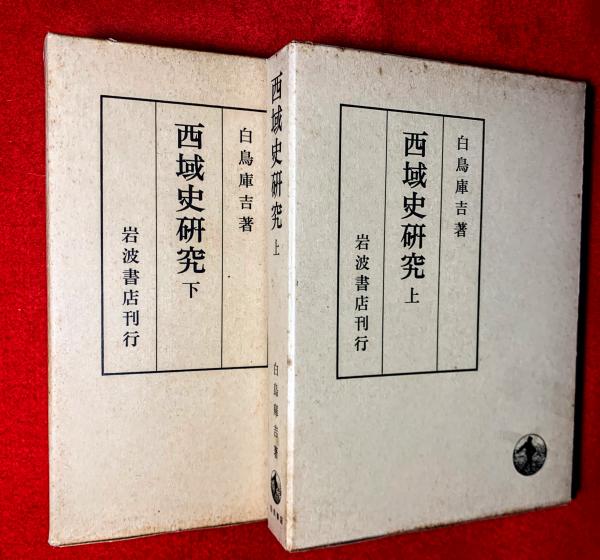 白鳥庫吉著
西域史研究 上
岩波書店刊行
西域史研究 上
白鳥庫吉著
白鳥庫吉著
西域史研究 下
岩波書店刊行